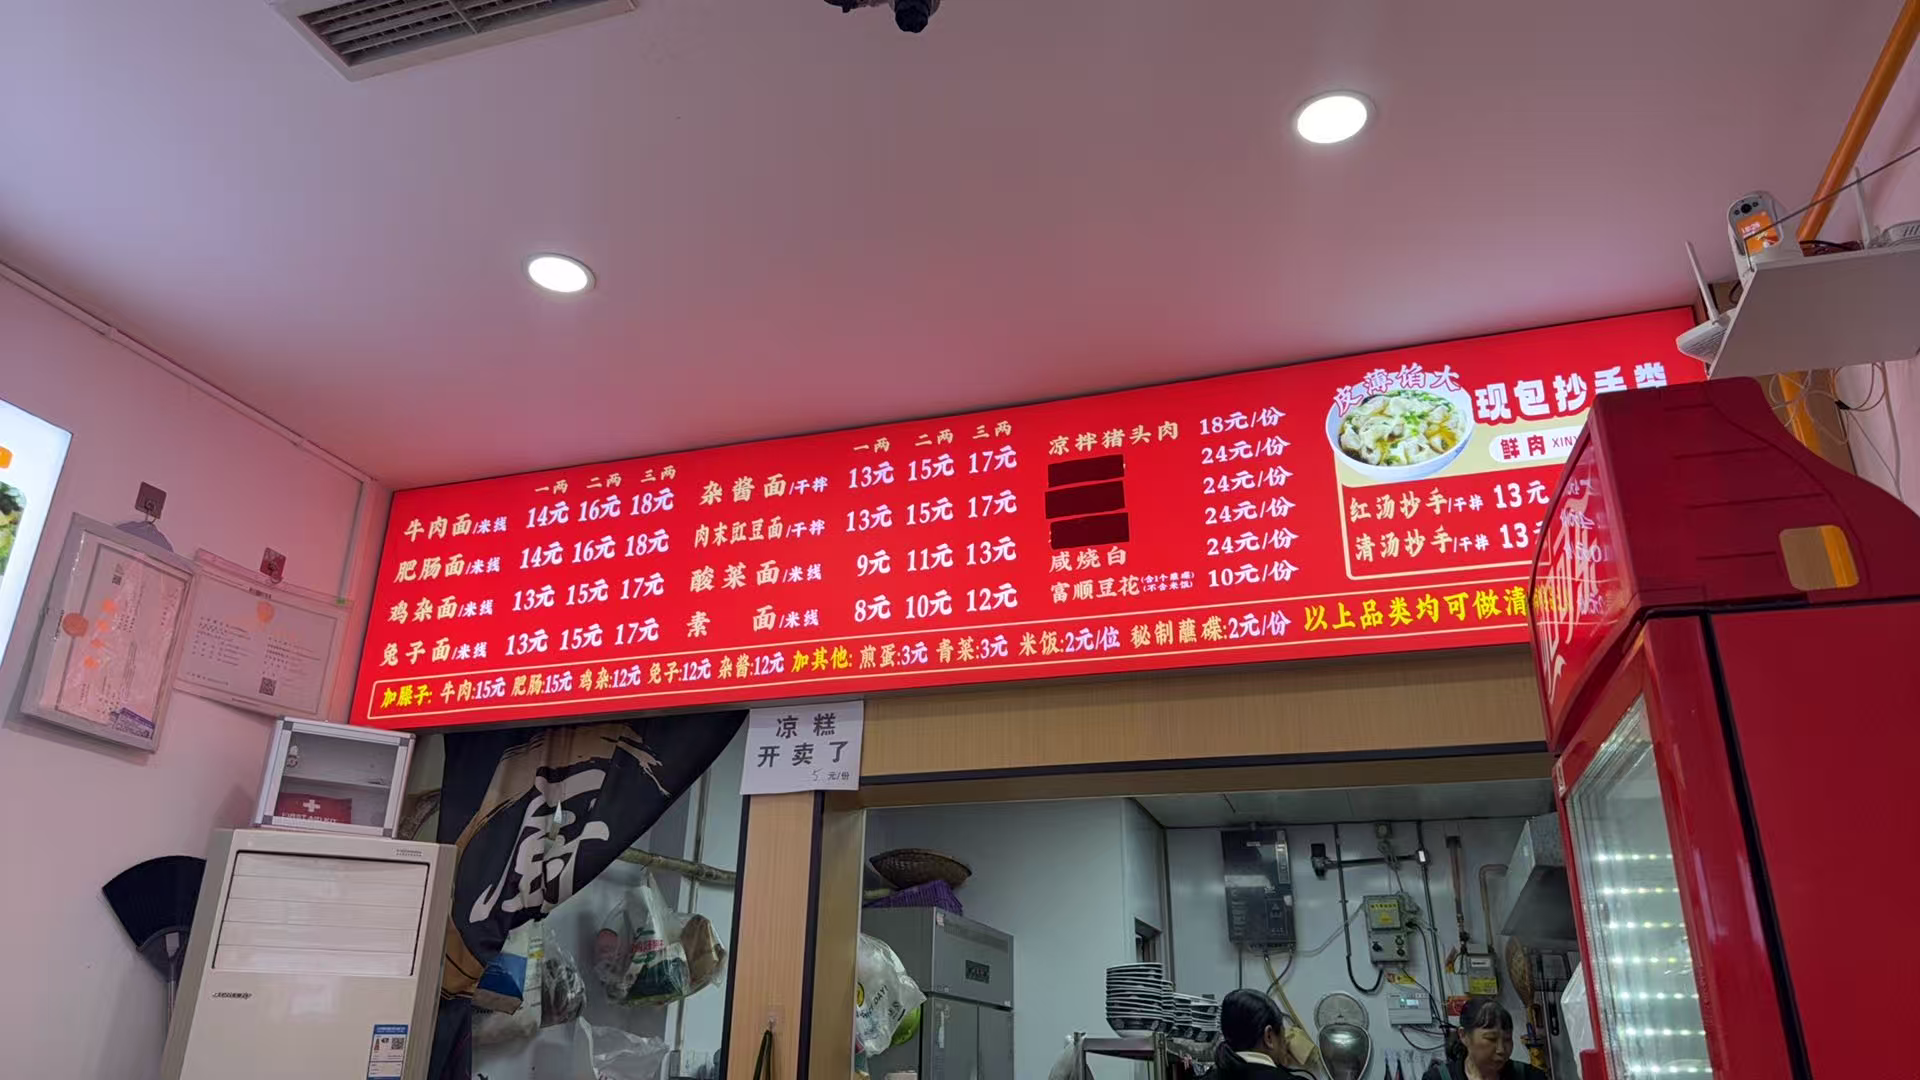 一两 二两 三两
牛肉面/米线 14元 16元 18元
肥肠面/米线 14元 16元 18元
鸡杂面/米线 13元 15元 17元
兔子面/米线 13元 15元 17元
一两 二两 三两
杂酱面/干拌 13元 15元 17元
肉末豇豆面/干拌 13元 15元 17元
酸菜面/米线 9元 11元 13元
素 面/米线 8元 10元 12元
凉拌猪头肉 18元/份
24元/份
24元/份
24元/份
咸烧白 24元/份
富顺豆花(含1个蘸碟)(不含米饭) 10元/份
皮薄馅大
现包抄手类
鲜肉 XIN
红汤抄手/干拌 13元
清汤抄手/干拌 13
加臊子: 牛肉:15元 肥肠:15元 鸡杂:12元 兔子:12元 杂酱:12元 加其他: 煎蛋:3元 青菜:3元 米饭:2元/位 秘制蘸碟:2元/份 以上品类均可做清
凉糕
开卖了
5元/份
厨
FIRST AID KIT